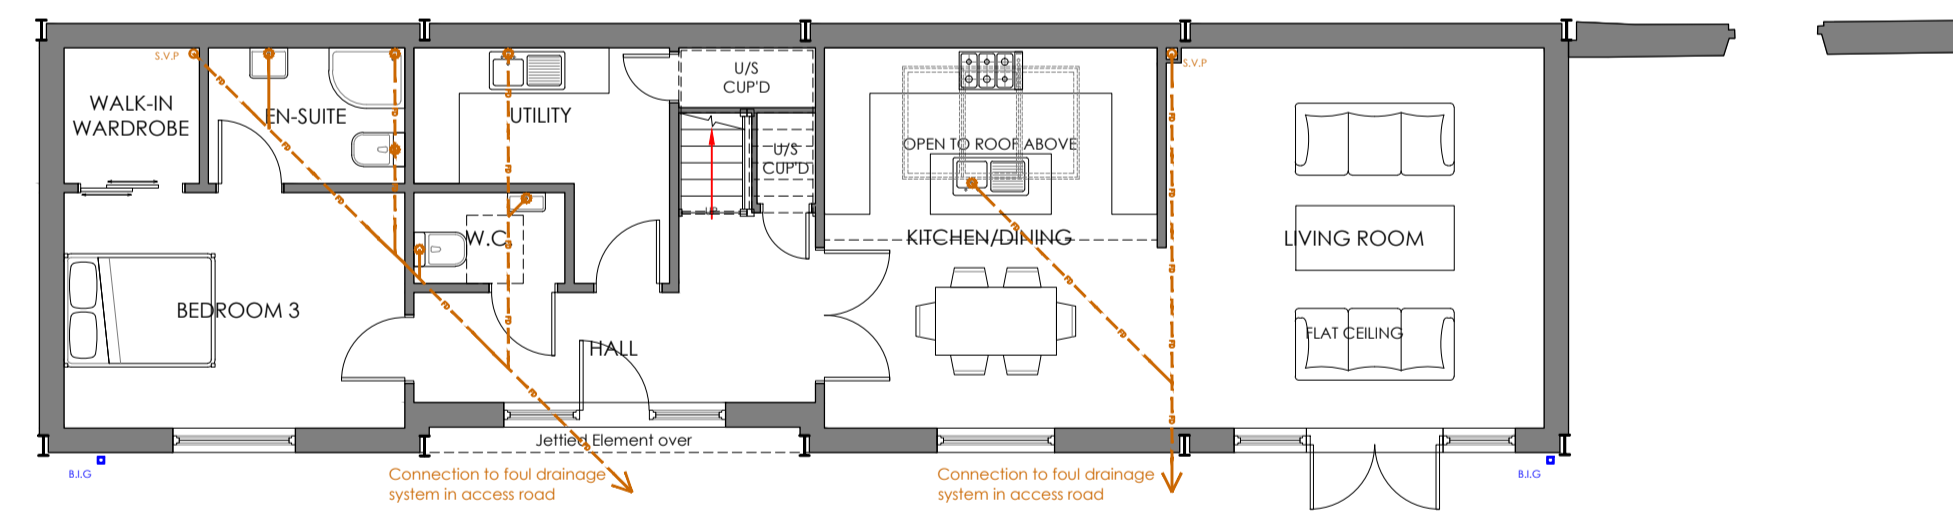 S.V.P
WALK-IN
WARDROBE
EN-SUITE
UTILITY
U/S
CUP'D
U/S
CUP'D
OPEN TO ROOF ABOVE
S.V.P
W.C
KITCHEN/DINING
LIVING ROOM
BEDROOM 3
HALL
FLAT CEILING
Jettied Element over
B.I.G
Connection to foul drainage
system in access road
Connection to foul drainage
system in access road
B.I.G